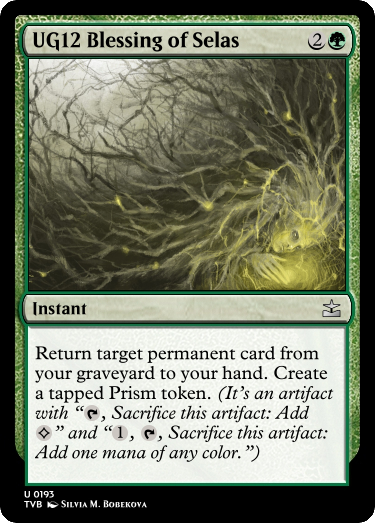 UG12 Blessing of Selas 2
Instant
Return target permanent card from
your graveyard to your hand. Create
a tapped Prism token. (It's an artifact
with “, Sacrifice this artifact: Add
” and “1, , Sacrifice this artifact:
Add one mana of any color.”)
U 0193
TVB Silvia M. Bobekova